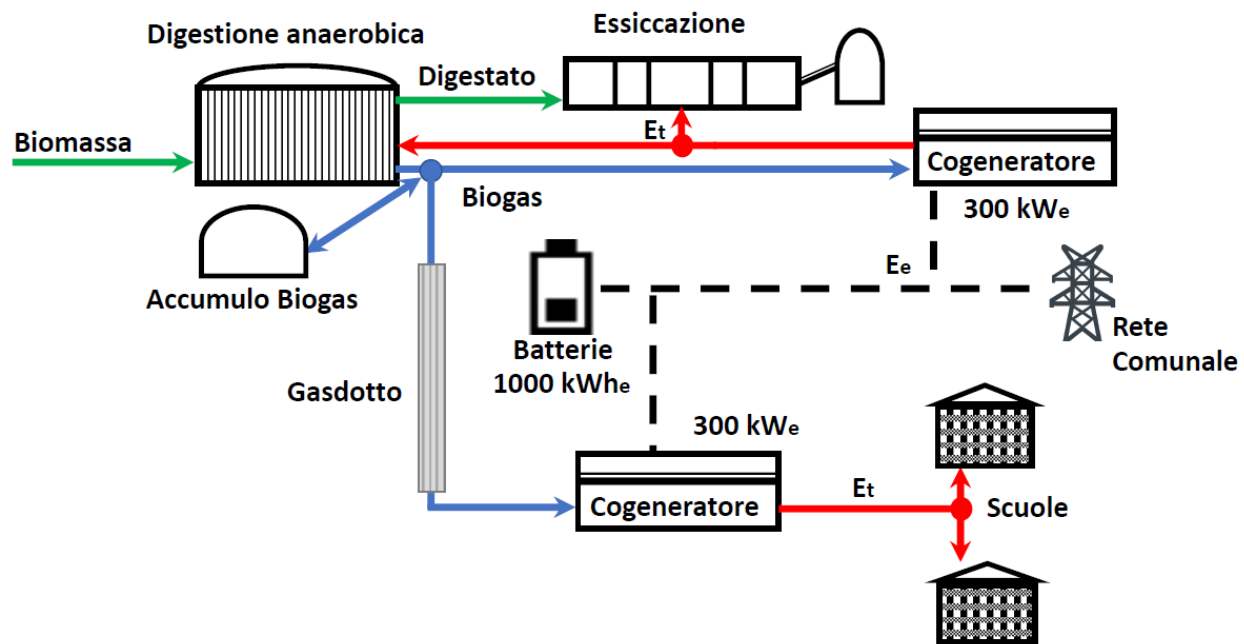 Digestione anaerobica
Essiccazione
Digestato
Biomassa
Et
Cogeneratore
Biogas
300 kWe
Accumulo Biogas
Ee
Batterie
1000 kWhe
Rete
Comunale
Gasdotto
300 kWe
Cogeneratore
Et
Scuole